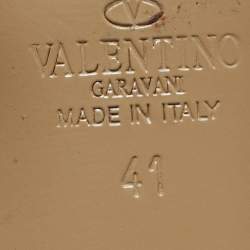 VALENTINO
GARAVANI
MADE IN ITALY
41